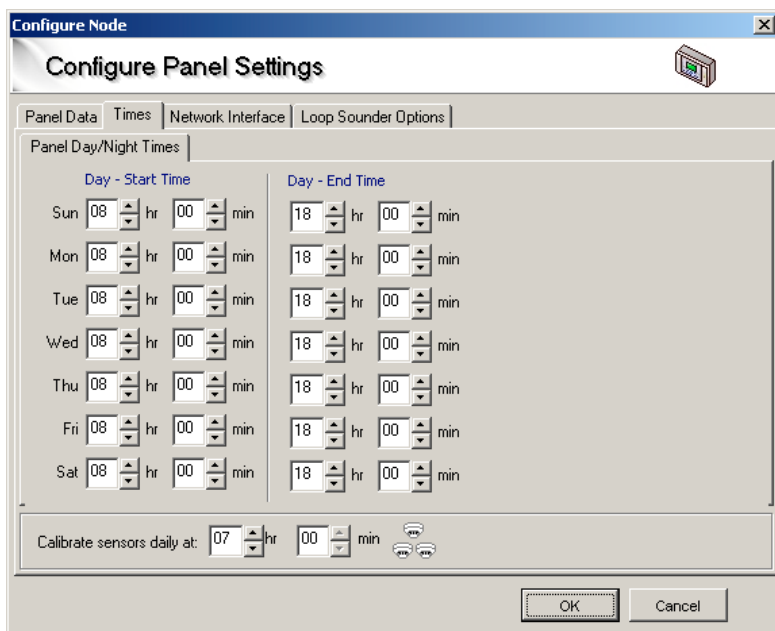 Configure Node
Configure Panel Settings
Panel Data Times Network Interface Loop Sounder Options
Panel Day/Night Times
Day - Start Time Day - End Time
Sun 08 hr 00 min 18 hr 00 min
Mon 08 hr 00 min 18 hr 00 min
Tue 08 hr 00 min 18 hr 00 min
Wed 08 hr 00 min 18 hr 00 min
Thu 08 hr 00 min 18 hr 00 min
Fri 08 hr 00 min 18 hr 00 min
Sat 08 hr 00 min 18 hr 00 min
Calibrate sensors daily at: 07 hr 00 min
OK Cancel